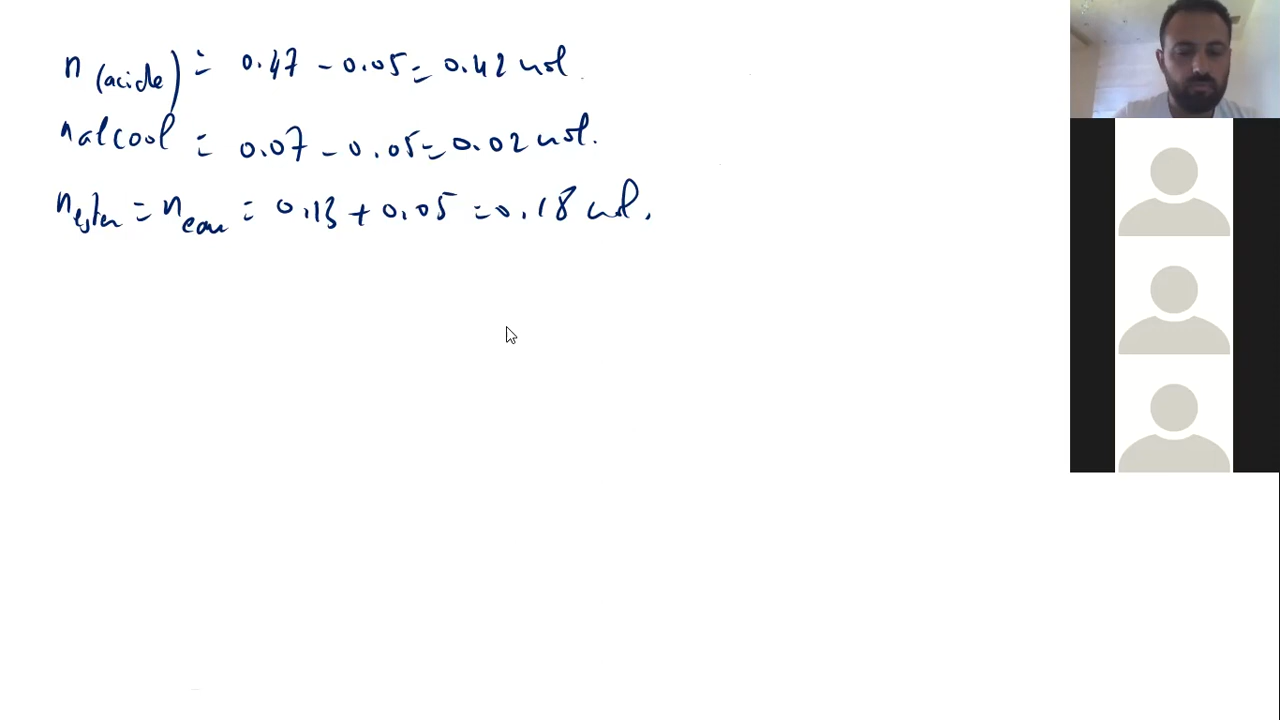 n (acide) = 0.47 - 0.05 = 0.42 mol.
n alcool = 0.07 - 0.05 = 0.02 mol.
n ester = n eau = 0.13 + 0.05 = 0.18 mol.